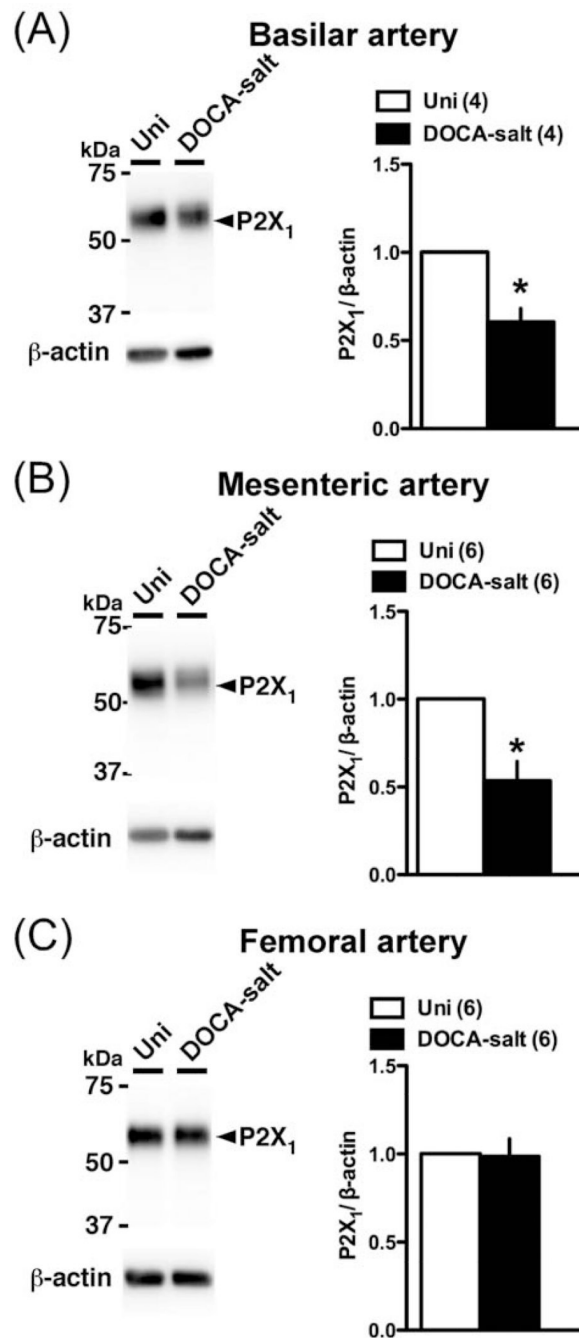 (A) Basilar artery
Uni DOCA-salt
kDa
75
50
37
P2X₁
β-actin
Uni (4)
DOCA-salt (4)
P2X₁/ β-actin
1.5
1.0
0.5
0.0
*
(B) Mesenteric artery
Uni DOCA-salt
kDa
75-
50-
37-
P2X₁
β-actin
Uni (6)
DOCA-salt (6)
P2X₁/ β-actin
1.5
1.0
0.5
0.0
*
(C) Femoral artery
Uni DOCA-salt
kDa
75
50
37
P2X₁
β-actin
Uni (6)
DOCA-salt (6)
P2X₁/ β-actin
1.5
1.0
0.5
0.0